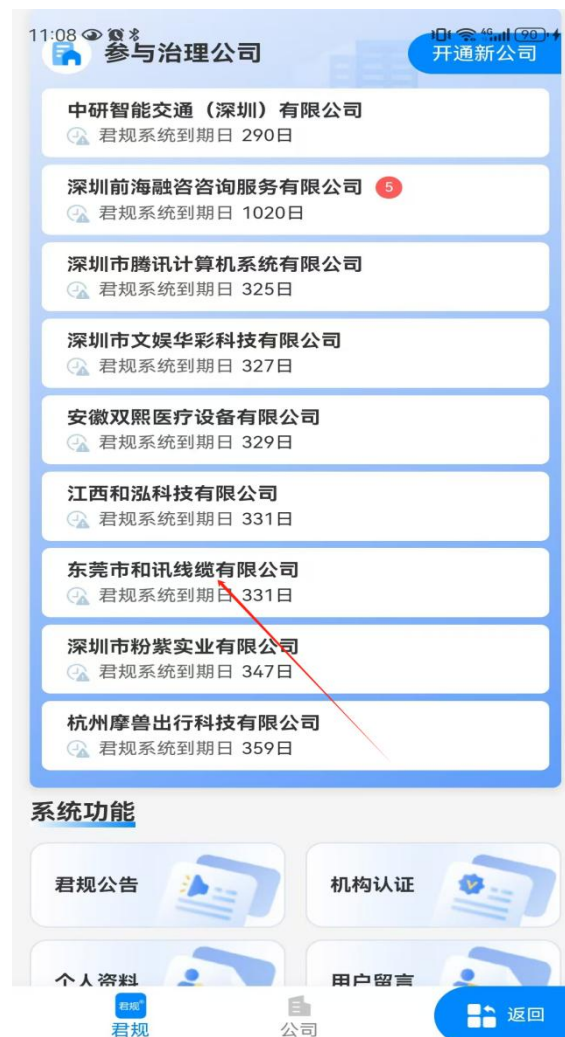 11:08
4G 90
参与治理公司
开通新公司
中研智能交通（深圳）有限公司
君规系统到期日 290日
深圳前海融咨咨询服务有限公司 5
君规系统到期日 1020日
深圳市腾讯计算机系统有限公司
君规系统到期日 325日
深圳市文娱华彩科技有限公司
君规系统到期日 327日
安徽双熙医疗设备有限公司
君规系统到期日 329日
江西和泓科技有限公司
君规系统到期日 331日
东莞市和讯线缆有限公司
君规系统到期日 331日
深圳市粉紫实业有限公司
君规系统到期日 347日
杭州摩兽出行科技有限公司
君规系统到期日 359日
系统功能
君规公告
机构认证
个人资料
用户留言
君规
君规
公司
返回